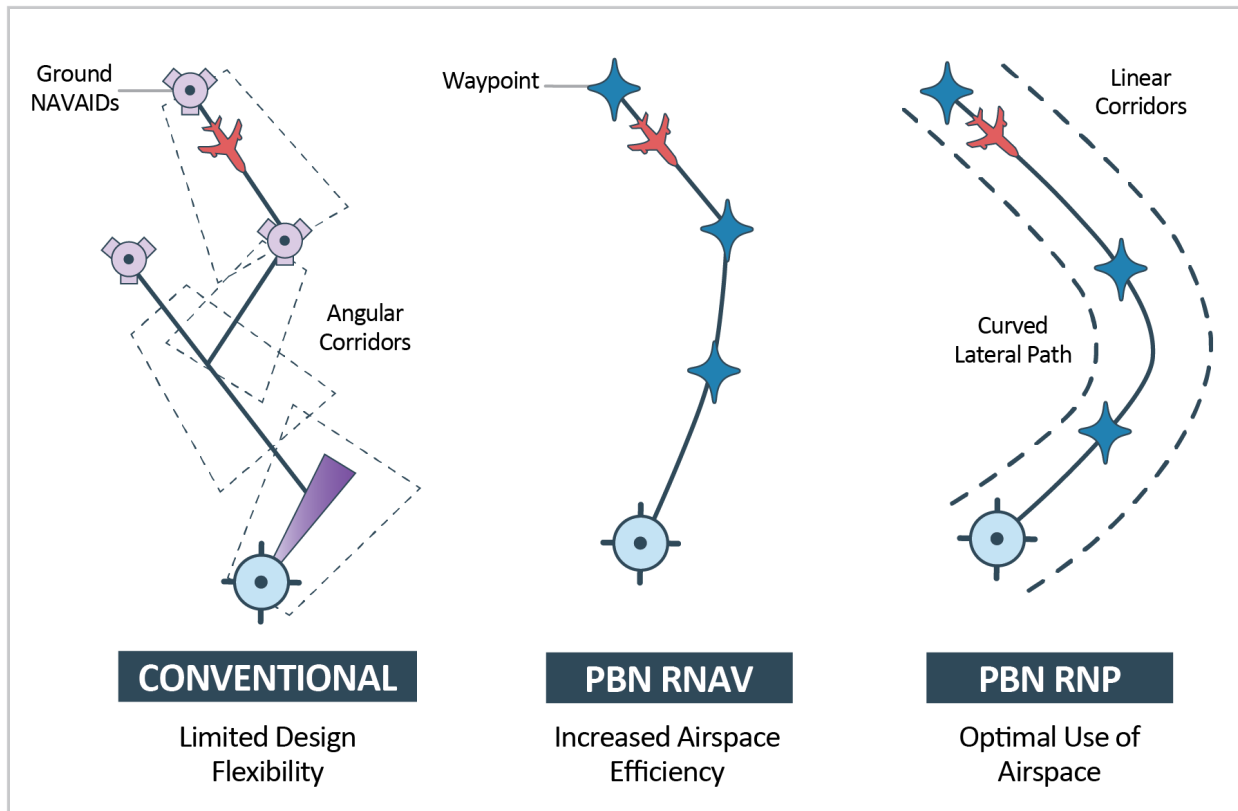 Ground
NAVAIDs
Angular
Corridors
CONVENTIONAL
Limited Design
Flexibility
Waypoint
PBN RNAV
Increased Airspace
Efficiency
Linear
Corridors
Curved
Lateral Path
PBN RNP
Optimal Use of
Airspace